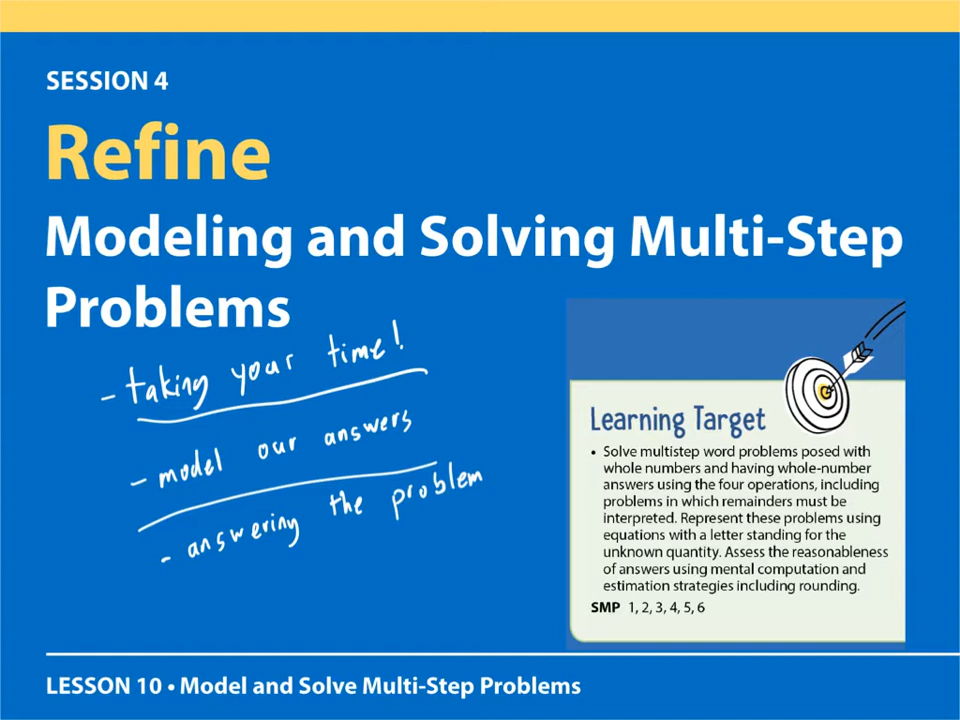 SESSION 4
Refine
Modeling and Solving Multi-Step
Problems
- taking your time!
- model our answers
- answering the problem
Learning Target
• Solve multistep word problems posed with
whole numbers and having whole-number
answers using the four operations, including
problems in which remainders must be
interpreted. Represent these problems using
equations with a letter standing for the
unknown quantity. Assess the reasonableness
of answers using mental computation and
estimation strategies including rounding.
SMP 1, 2, 3, 4, 5, 6
LESSON 10 • Model and Solve Multi-Step Problems